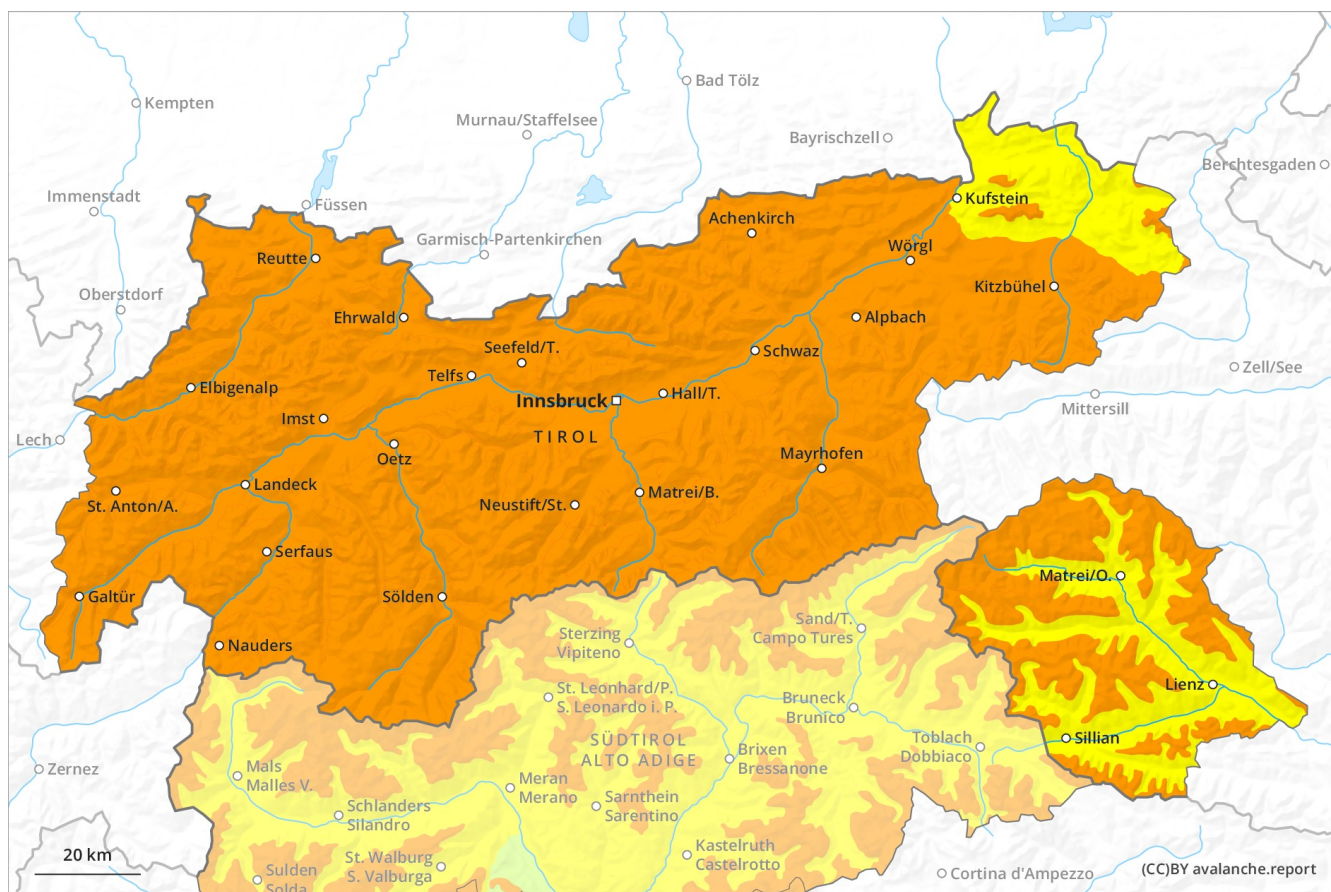 Kempten
Bad Tölz
Murnau/Staffelsee
Bayrischzell
Berchtesgaden
Immenstadt
Füssen
Kufstein
Achenkirch
Garmisch-Partenkirchen
Wörgl
Reutte
Oberstdorf
Kitzbühel
Ehrwald
Alpbach
Seefeld/T.
Schwaz
Zell/See
Telfs
Elbigenalp
Hall/T.
Innsbruck
Mittersill
Imst
TIROL
Lech
Oetz
Mayrhofen
Landeck
Matrei/B.
St. Anton/A.
Neustift/St.
Serfaus
Matrei/O.
Galtür
Sölden
Sand/T.
Campo Tures
Sterzing
Vipiteno
Nauders
Lienz
St. Leonhard/P.
S. Leonardo i. P.
Bruneck
Brunico
SÜDTIROL
ALTO ADIGE
Sillian
Toblach
Dobbiaco
Brixen
Bressanone
Zernez
Mals
Malles V.
Meran
Merano
Sarnthein
Sarentino
Schlanders
Silandro
Kastelruth
Castelrotto
20 km
St. Walburg
S. Valburga
Sulden
Solda
Cortina d'Ampezzo
(CC)BY avalanche.report